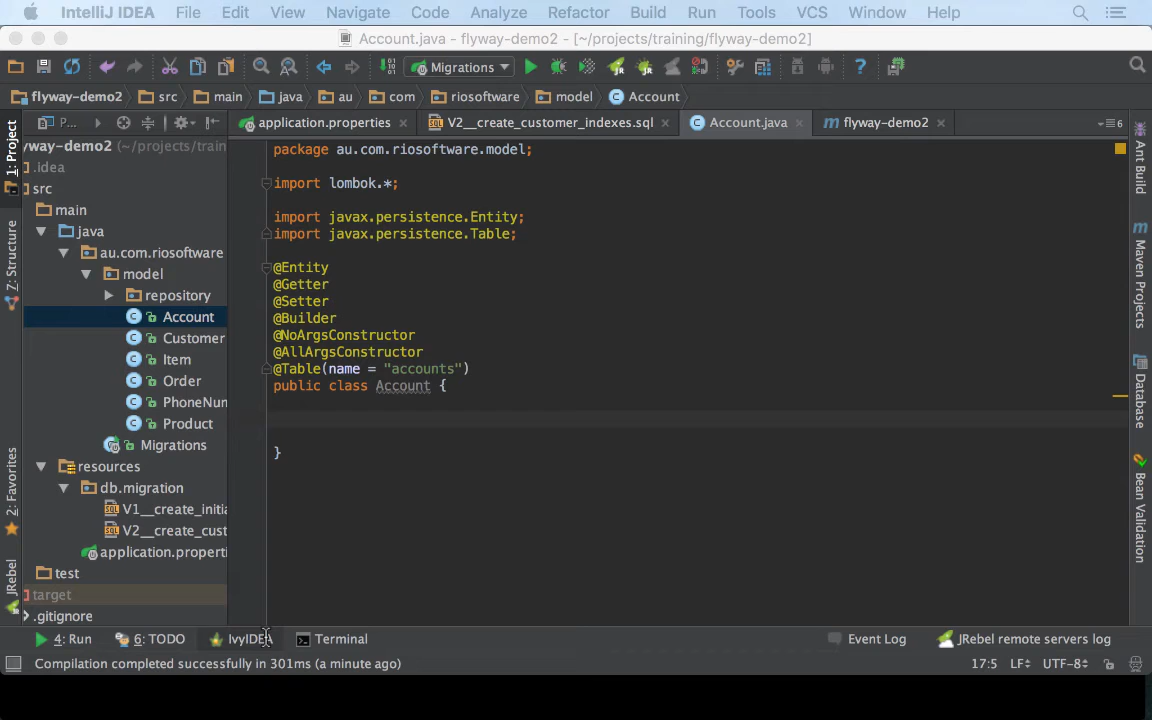 IntelliJ IDEA File Edit View Navigate Code Analyze Refactor Build Run Tools VCS Window Help
Account.java - flyway-demo2 - [~/projects/training/flyway-demo2]
Migrations
flyway-demo2 src main java au com riosoftware model Account
P... application.properties V2__create_customer_indexes.sql Account.java flyway-demo2 6
1: Project
Z: Structure
2: Favorites
JRebel
yway-demo2 (~/projects/train
.idea
src
main
java
au.com.riosoftware
model
repository
Account
Customer
Item
Order
PhoneNun
Product
Migrations
resources
db.migration
V1__create_initia
V2__create_cust
application.properti
test
target
.gitignore
package au.com.riosoftware.model;
import lombok.*;
import javax.persistence.Entity;
import javax.persistence.Table;
@Entity
@Getter
@Setter
@Builder
@NoArgsConstructor
@AllArgsConstructor
@Table(name = "accounts")
public class Account {
}
Ant Build
Maven Projects
Database
Bean Validation
4: Run 6: TODO IvyIDEA Terminal Event Log JRebel remote servers log
Compilation completed successfully in 301ms (a minute ago) 17:5 LF UTF-8